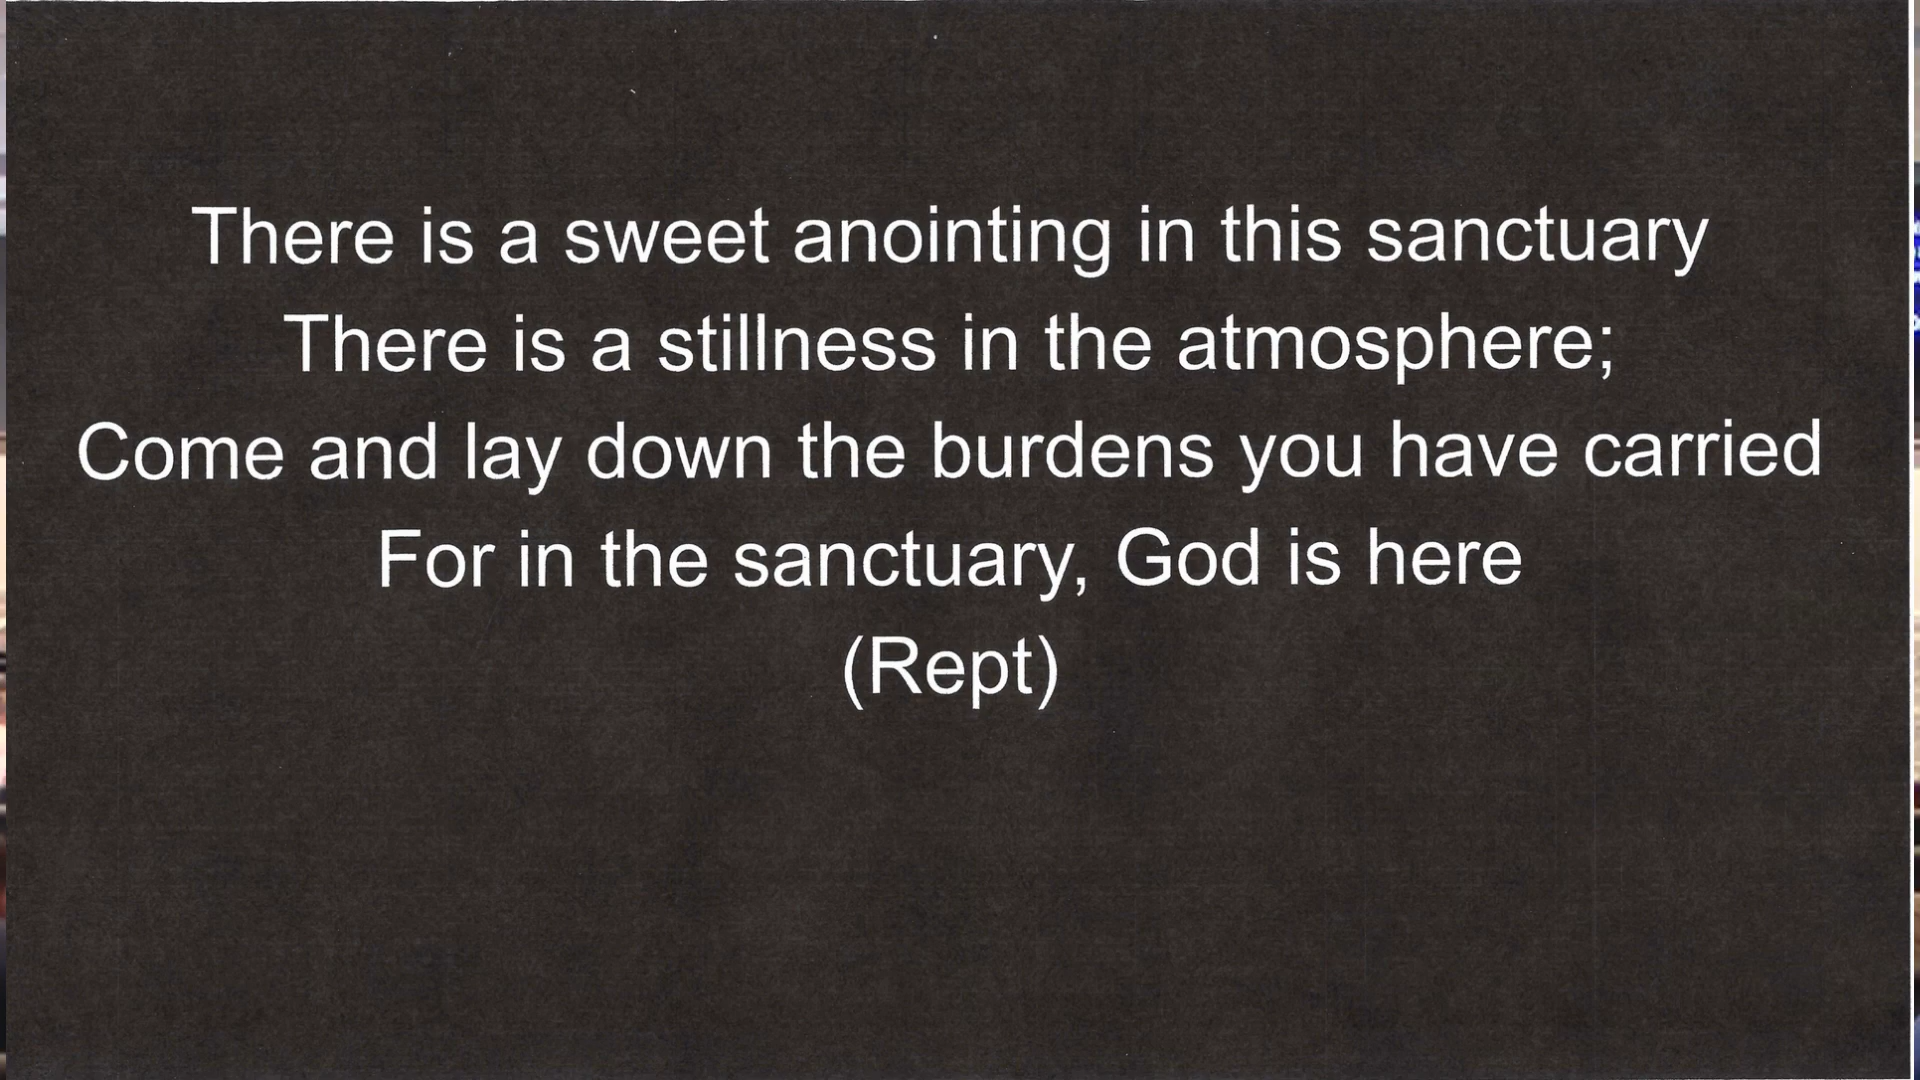 There is a sweet anointing in this sanctuary
There is a stillness in the atmosphere;
Come and lay down the burdens you have carried
For in the sanctuary, God is here
(Rept)